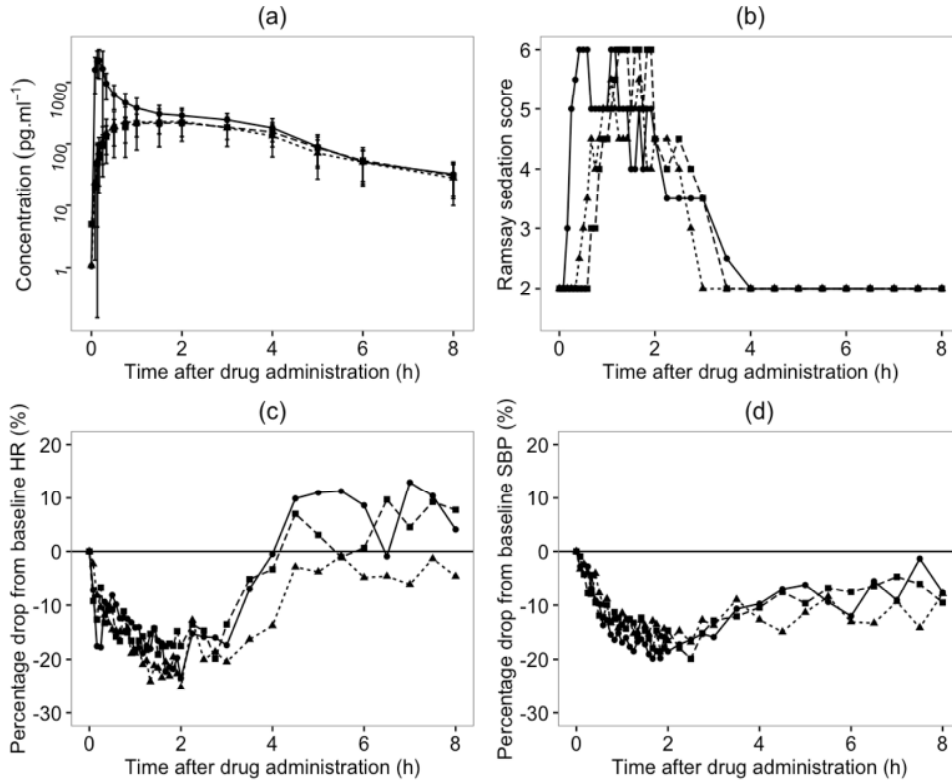 (a)
Concentration (pg.ml⁻¹)
1000
100
10
1
0 2 4 6 8
Time after drug administration (h)
(b)
Ramsay sedation score
6
5
4
3
2
0 2 4 6 8
Time after drug administration (h)
(c)
Percentage drop from baseline HR (%)
20
10
0
-10
-20
-30
0 2 4 6 8
Time after drug administration (h)
(d)
Percentage drop from baseline SBP (%)
20
10
0
-10
-20
-30
0 2 4 6 8
Time after drug administration (h)